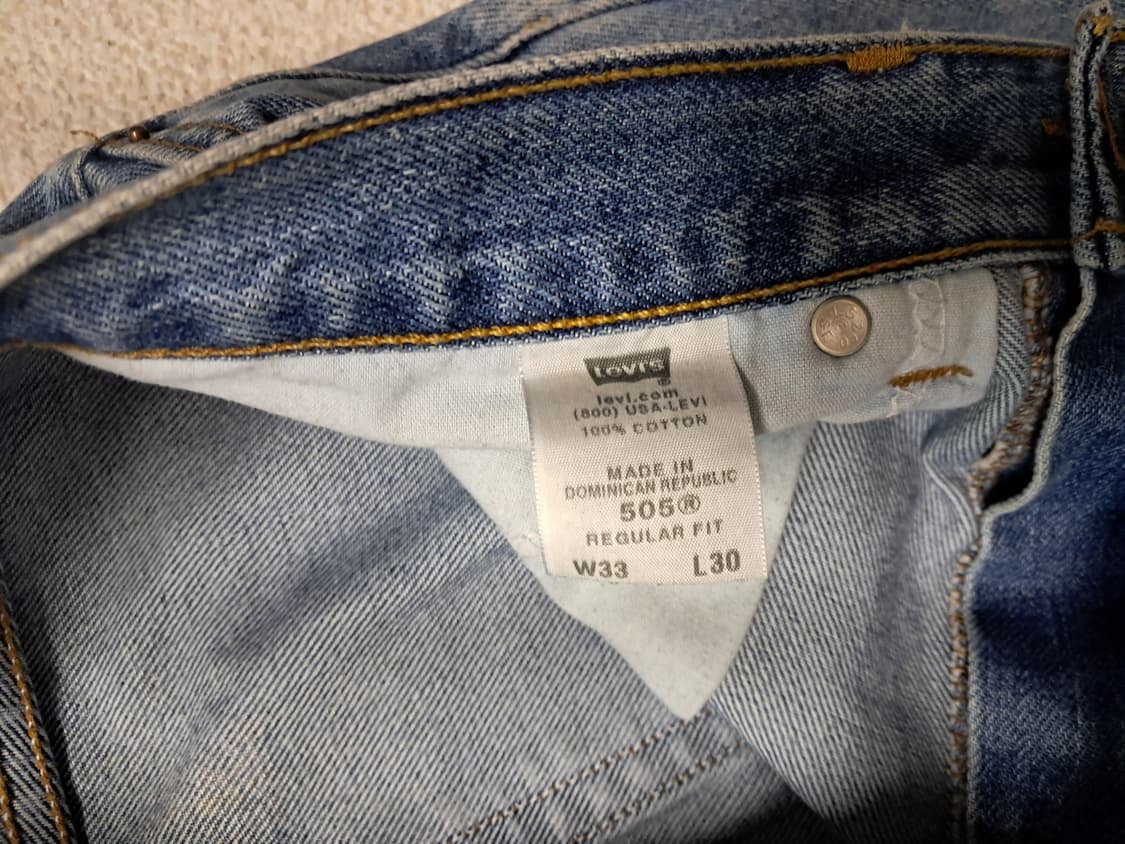 Levi's®
levi.com
(800) USA-LEVI
100% COTTON
MADE IN
DOMINICAN REPUBLIC
505®
REGULAR FIT
W33 L30